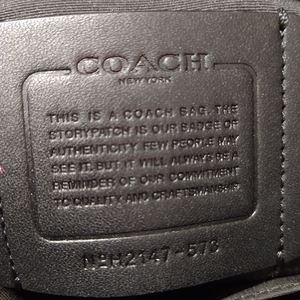 COACH
NEW YORK
THIS IS A COACH BAG. THE
STORYPATCH IS OUR BADGE OF
AUTHENTICITY. FEW PEOPLE MAY
SEE IT. BUT IT WILL ALWAYS BE A
REMINDER OF OUR COMMITMENT
TO QUALITY AND CRAFTSMANSHIP.